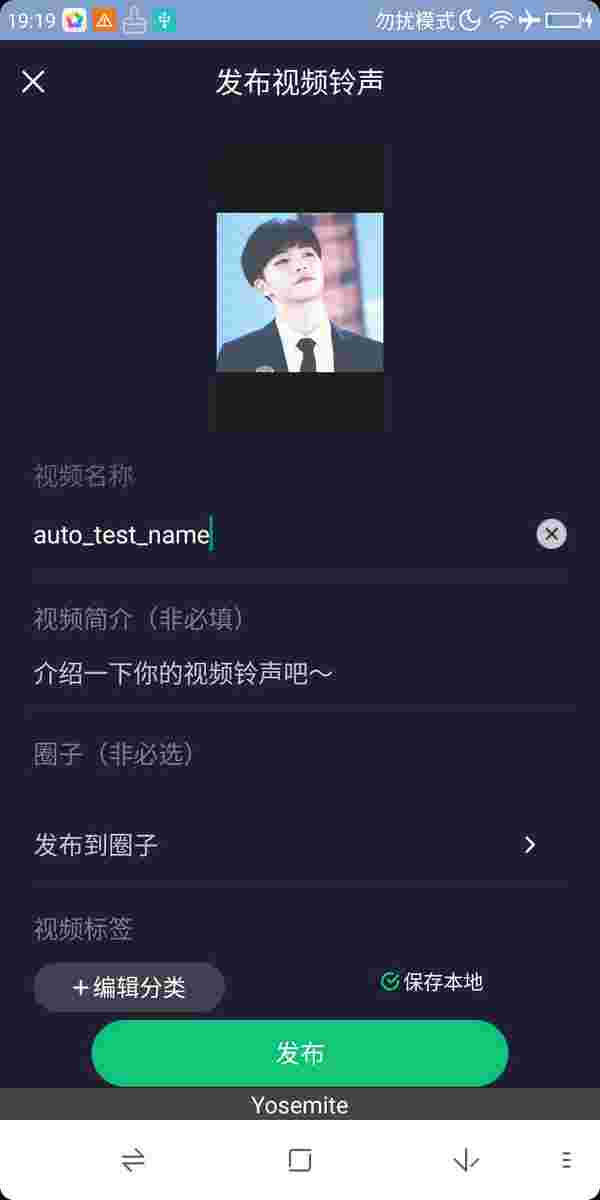 19:19 勿扰模式
发布视频铃声
视频名称
auto_test_name
视频简介（非必填）
介绍一下你的视频铃声吧～
圈子（非必选）
发布到圈子
视频标签
+编辑分类 保存本地
发布
Yosemite